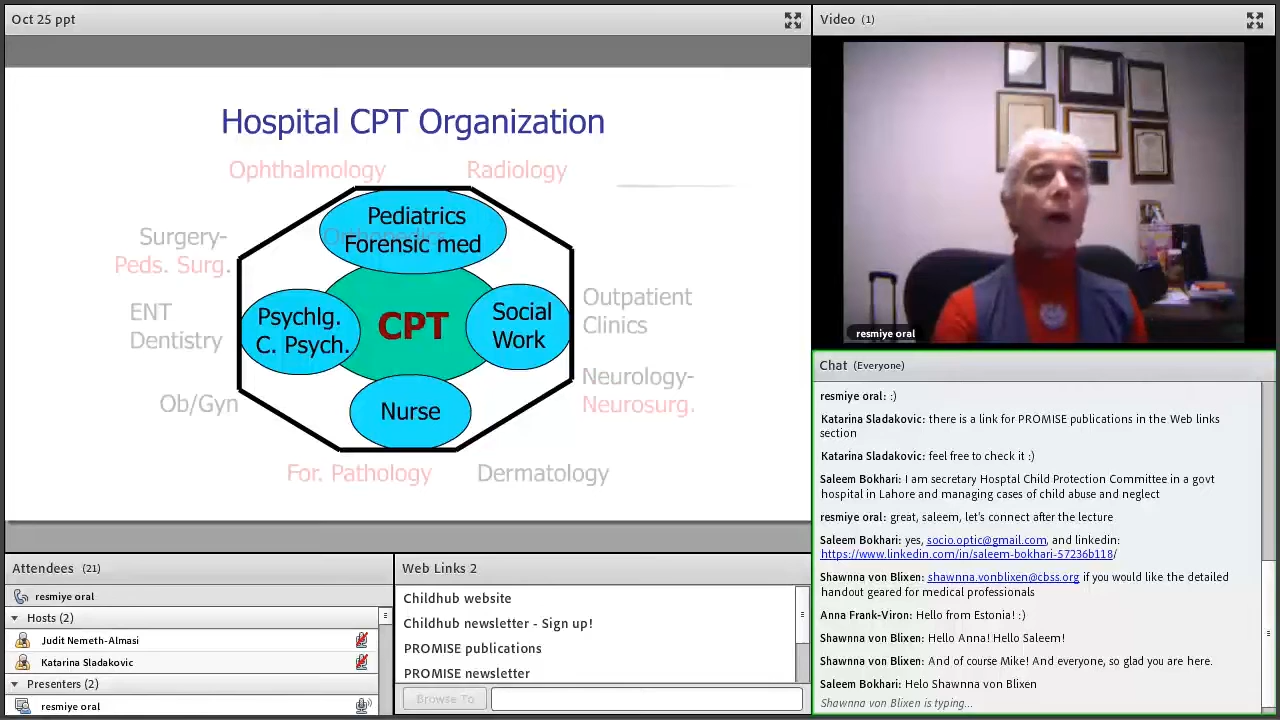 Oct 25 ppt
Hospital CPT Organization
Ophthalmology
Radiology
Pediatrics
Orthopedics
Forensic med
Surgery-
Peds. Surg.
ENT
Dentistry
Psychlg.
C. Psych.
CPT
Social
Work
Outpatient
Clinics
Ob/Gyn
Nurse
Neurology-
Neurosurg.
For. Pathology
Dermatology
Video (1)
resmiye oral
Chat (Everyone)
resmiye oral: :)
Katarina Sladakovic: there is a link for PROMISE publications in the Web links
section
Katarina Sladakovic: feel free to check it :)
Saleem Bokhari: I am secretary Hosptal Child Protection Committee in a govt
hospital in Lahore and managing cases of child abuse and neglect
resmiye oral: great, saleem, let's connect after the lecture
Saleem Bokhari: yes, socio.optic@gmail.com, and linkedin:
https://www.linkedin.com/in/saleem-bokhari-57236b118/
Shawnna von Blixen: shawnna.vonblixen@cbss.org if you would like the detailed
handout geared for medical professionals
Anna Frank-Viron: Hello from Estonia! :)
Shawnna von Blixen: Hello Anna! Hello Saleem!
Shawnna von Blixen: And of course Mike! And everyone, so glad you are here.
Saleem Bokhari: Helo Shawnna von Blixen
Shawnna von Blixen is typing...
Attendees (21)
resmiye oral
Hosts (2)
Judit Nemeth-Almasi
Katarina Sladakovic
Presenters (2)
resmiye oral
Web Links 2
Childhub website
Childhub newsletter - Sign up!
PROMISE publications
PROMISE newsletter
Browse To